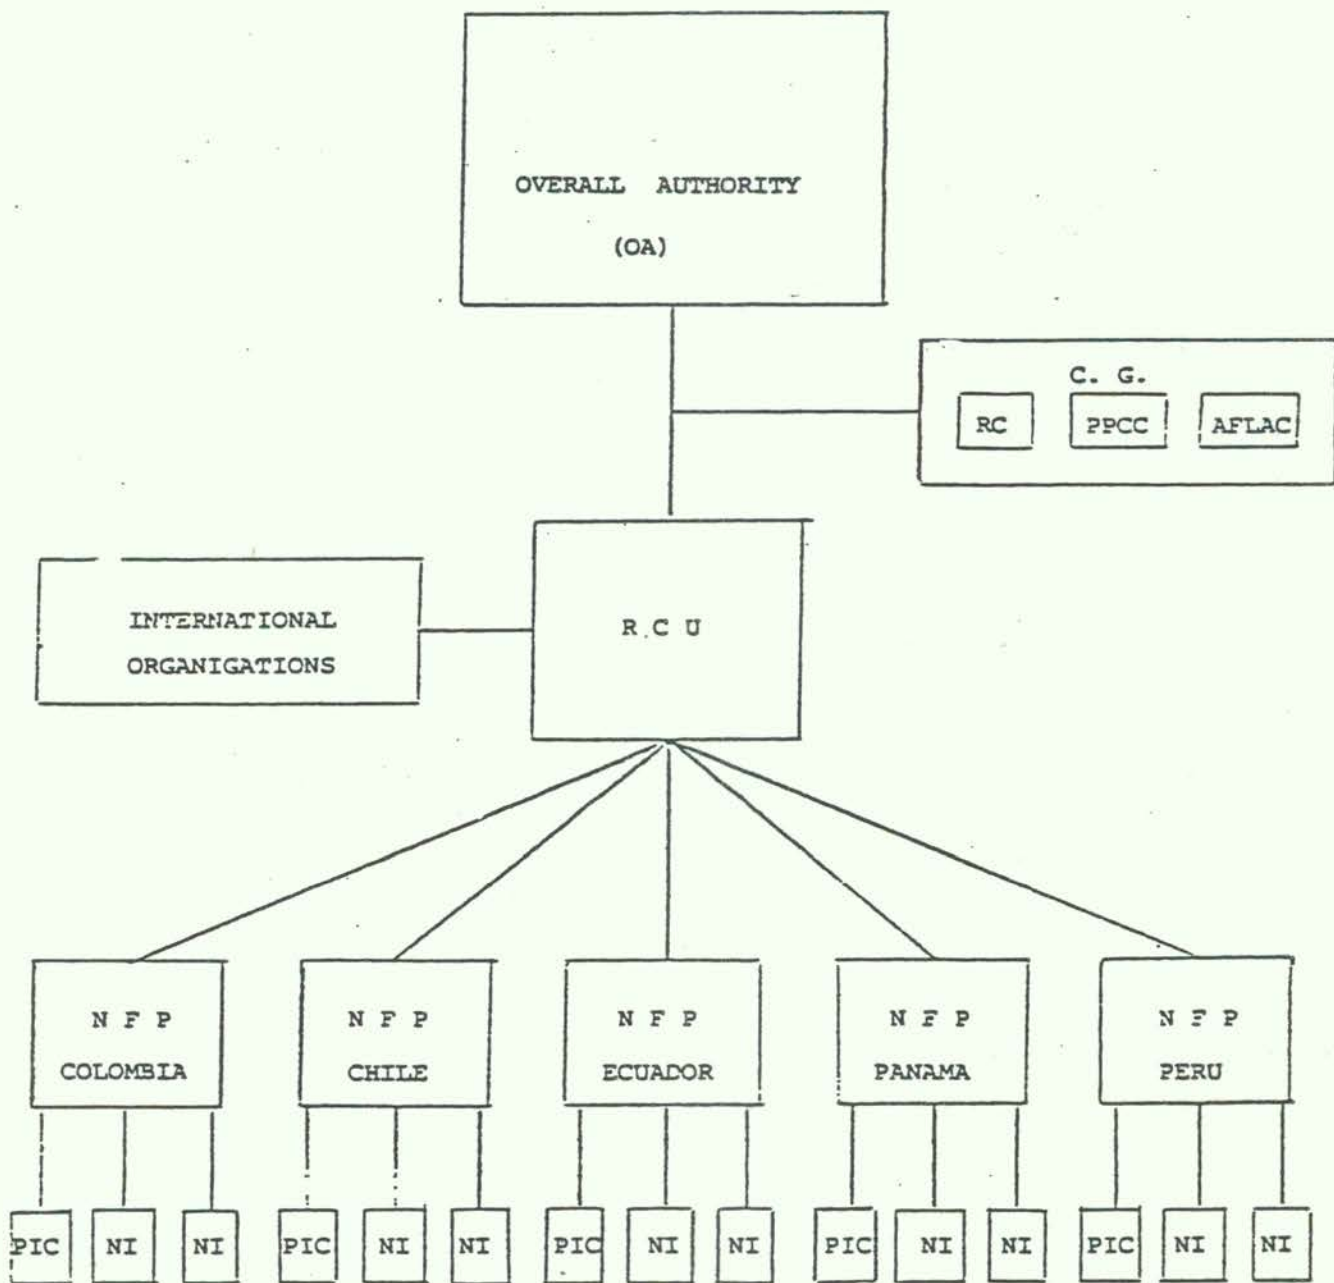 OVERALL AUTHORITY
(OA)
C. G.
RC PPCC AFLAC
INTERNATIONAL
ORGANIGATIONS
R C U
N F P
COLOMBIA
N F P
CHILE
N F P
ECUADOR
N F P
PANAMA
N F P
PERU
PIC NI NI PIC NI NI PIC NI NI PIC NI NI PIC NI NI